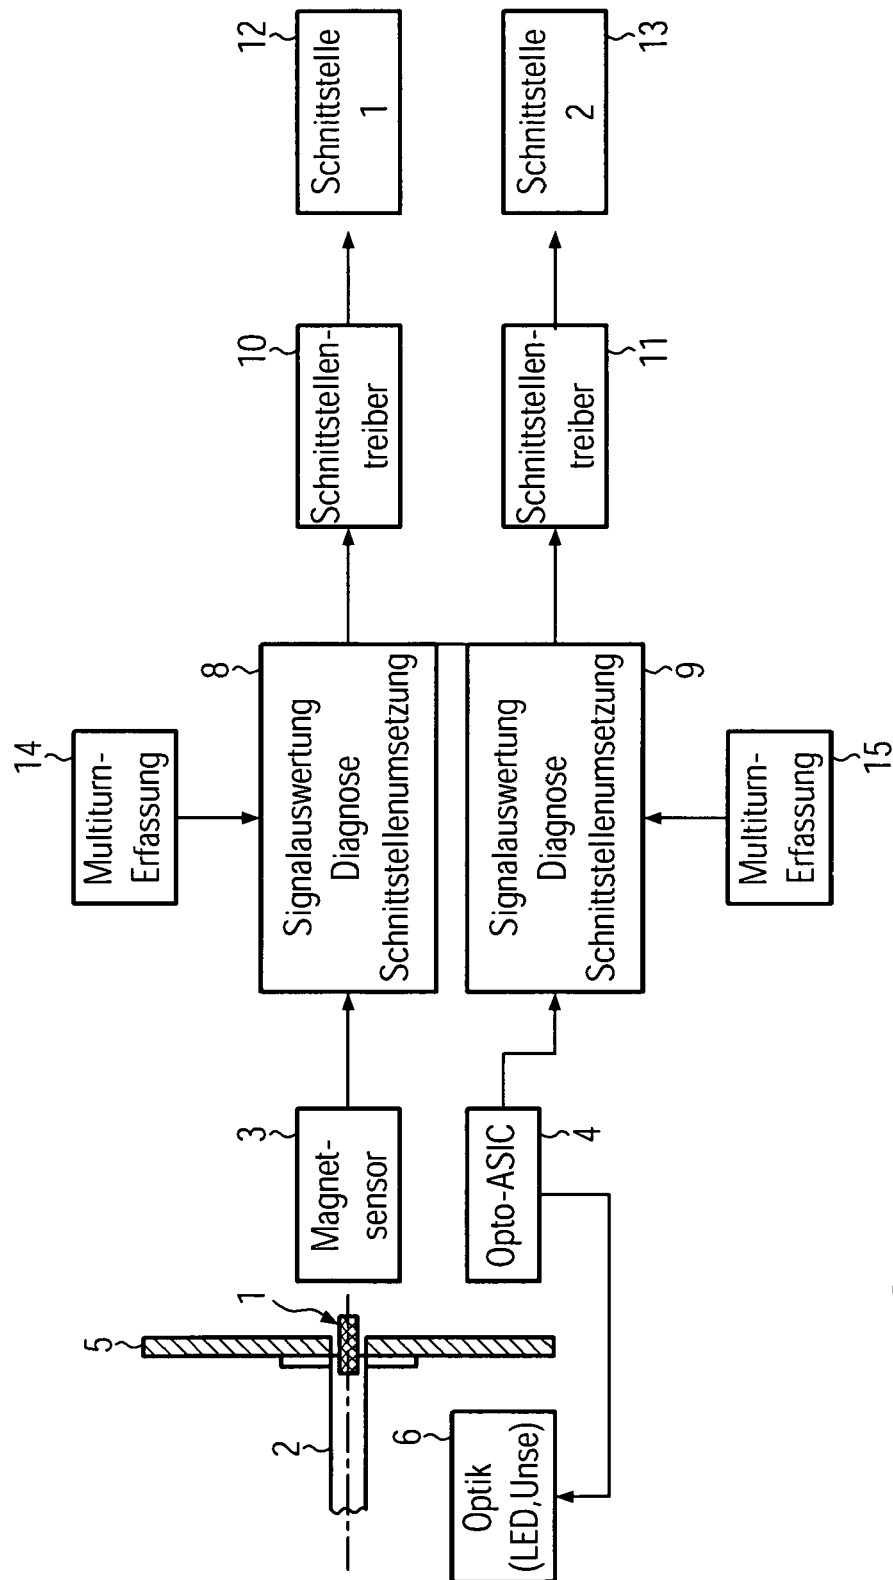 14
Multiturn-
Erfassung
5
1
2
3
Magnet-
sensor
8
Signalauswertung
Diagnose
Schnittstellenumsetzung
10
Schnittstellen-
treiber
12
Schnittstelle
1
6
Optik
(LED,Unse)
Opto-ASIC
4
Signalauswertung
Diagnose
Schnittstellenumsetzung
9
Schnittstellen-
treiber
11
Schnittstelle
2
13
Multiturn-
Erfassung
15